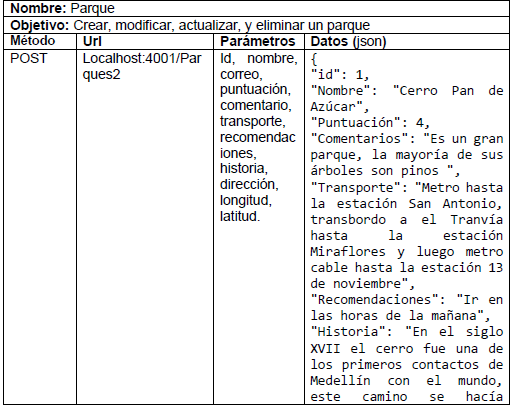 Nombre: Parque
Objetivo: Crear, modificar, actualizar, y eliminar un parque
Método Url Parámetros Datos (json)
POST
Localhost:4001/Par
ques2
Id, nombre,
correo,
puntuación,
comentario,
transporte,
recomendac
iones,
historia,
dirección,
longitud,
latitud.
{
"id": 1,
"Nombre": "Cerro Pan de
Azúcar",
"Puntuación": 4,
"Comentarios": "Es un gran
parque, la mayoría de sus
árboles son pinos ",
"Transporte": "Metro hasta
la estación San Antonio,
transbordo a el Tranvía
hasta la estación
Miraflores y luego metro
cable hasta la estación 13
de noviembre",
"Recomendaciones": "Ir en
las horas de la mañana",
"Historia": "En el siglo
XVII el cerro fue una de
los primeros contactos de
Medellín con el mundo,
este camino se hacía